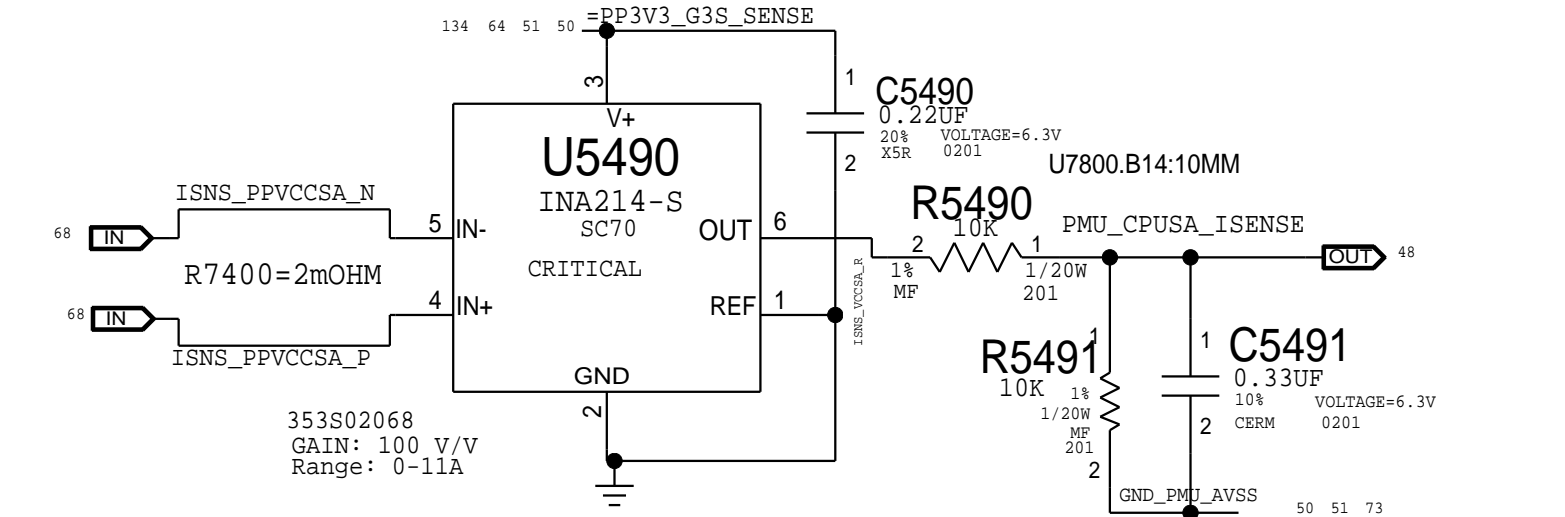 134 64 51 50 =PP3V3_G3S_SENSE
3
V+
1
C5490
0.22UF
20% VOLTAGE=6.3V
X5R 0201
2
U5490
INA214-S
SC70
CRITICAL
U7800.B14:10MM
ISNS_PPVCCSA_N
68 IN
5 IN-
R7400=2mOHM
68 IN
4 IN+
ISNS_PPVCCSA_P
OUT 6
REF 1
ISNS_VCCSA_R
R5490
10K
2 1
1%
MF
1/20W
201
PMU_CPUSA_ISENSE
OUT 48
GND
2
353S02068
GAIN: 100 V/V
Range: 0-11A
1
R5491
10K 1%
1/20W
MF
201
2
1
C5491
0.33UF
10% VOLTAGE=6.3V
CERM 0201
2
GND_PMU_AVSS
50 51 73